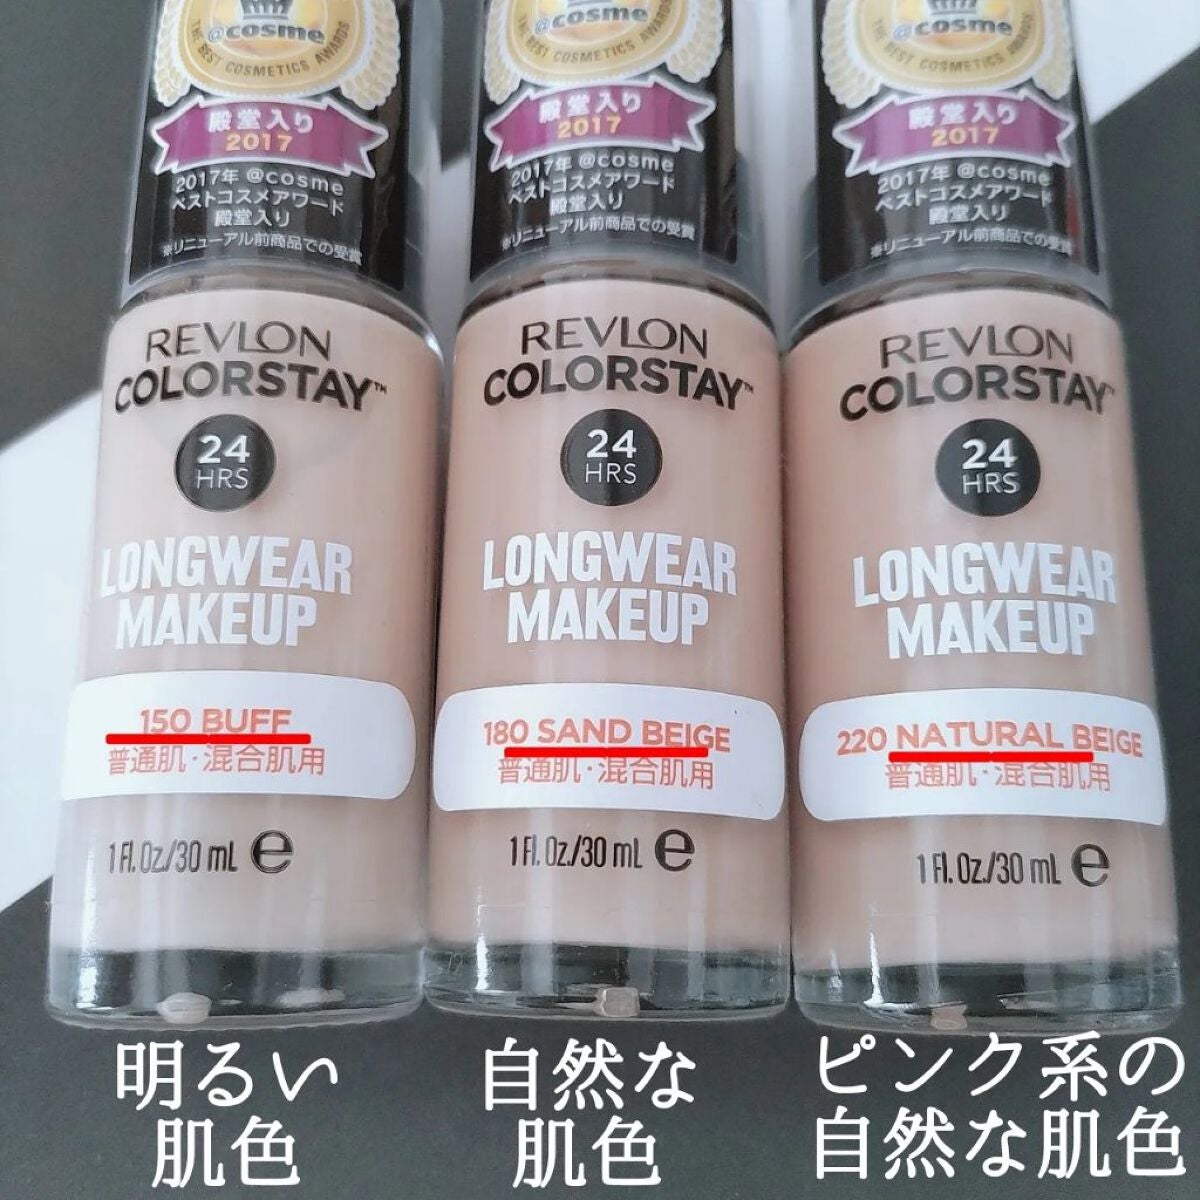 @cosme
THE BEST COSMETICS AWARDS
殿堂入り
2017
2017年 @cosme
ベストコスメアワード
殿堂入り
※リニューアル前商品での受賞
REVLON
COLORSTAY™
24
HRS
LONGWEAR
MAKEUP
150 BUFF
普通肌・混合肌用
1 Fl. Oz./30 mL e
明るい
肌色
@cosme
THE BEST COSMETICS AWARDS
殿堂入り
2017
2017年 @cosme
ベストコスメアワード
殿堂入り
※リニューアル前商品での受賞
REVLON
COLORSTAY™
24
HRS
LONGWEAR
MAKEUP
180 SAND BEIGE
普通肌・混合肌用
1 Fl. Oz./30 mL e
自然な
肌色
@cosme
THE BEST COSMETICS AWARDS
殿堂入り
2017
2017年 @cosme
ベストコスメアワード
殿堂入り
※リニューアル前商品での受賞
REVLON
COLORSTAY™
24
HRS
LONGWEAR
MAKEUP
220 NATURAL BEIGE
普通肌・混合肌用
1 Fl. Oz./30 mL e
ピンク系の
自然な肌色